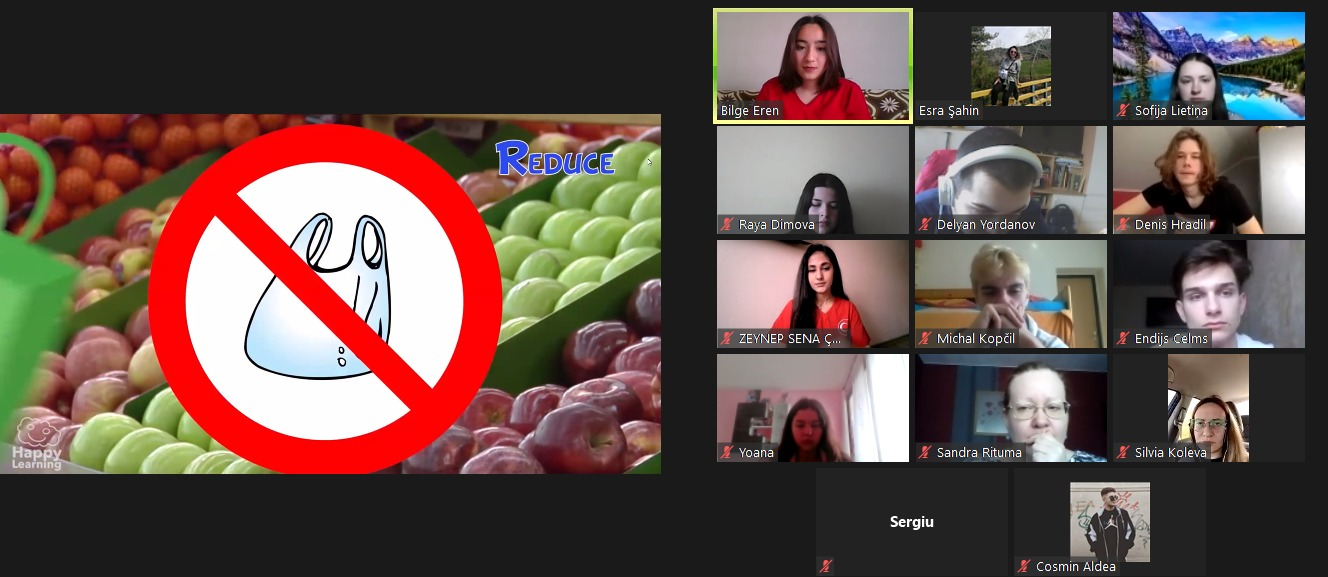 REDUCE
Happy
Learning
Bilge Eren
Esra Şahin
Sofija Lietiņa
Raya Dimova
Delyan Yordanov
Denis Hradil
ZEYNEP SENA Ç...
Michal Kopčil
Endijs Celms
Yoana
Sandra Rituma
Silvia Koleva
Sergiu
Cosmin Aldea